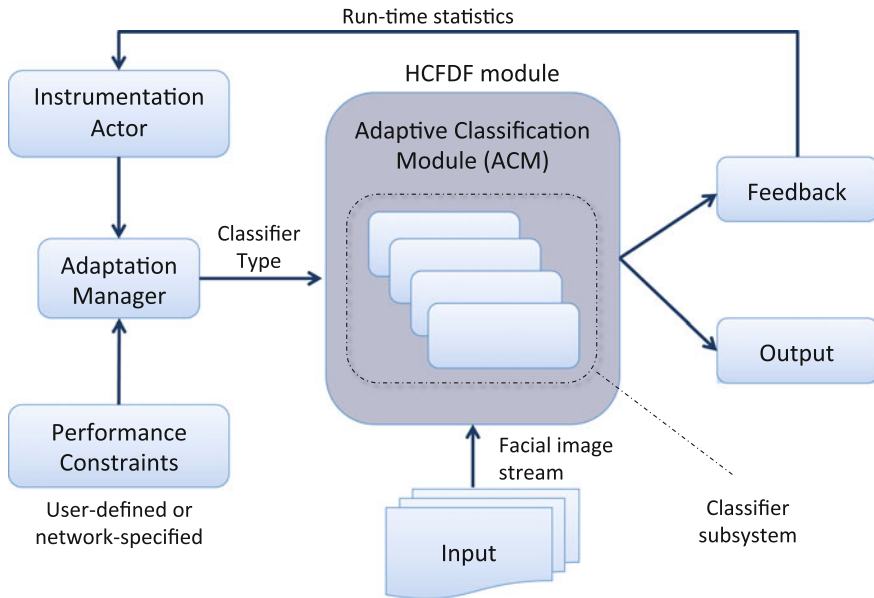 Run-time statistics
HCFDF module
Instrumentation
Actor
Adaptive Classification
Module (ACM)
Feedback
Classifier
Type
Adaptation
Manager
Output
Performance
Constraints
Facial image
stream
User-defined or
network-specified
Classifier
subsystem
Input